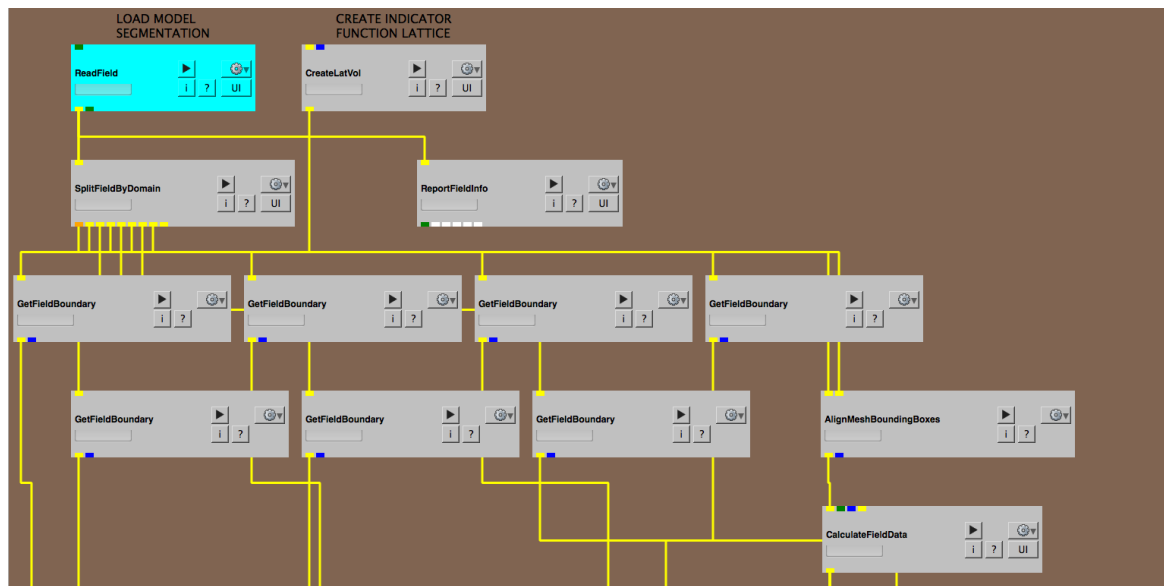 LOAD MODEL
SEGMENTATION
CREATE INDICATOR
FUNCTION LATTICE
ReadField
i ? UI
CreateLatVol
i ? UI
SplitFieldByDomain
i ? UI
ReportFieldInfo
i ? UI
GetFieldBoundary
i ?
GetFieldBoundary
i ?
GetFieldBoundary
i ?
GetFieldBoundary
i ?
GetFieldBoundary
i ?
GetFieldBoundary
i ?
GetFieldBoundary
i ?
AlignMeshBoundingBoxes
i ?
CalculateFieldData
i ? UI